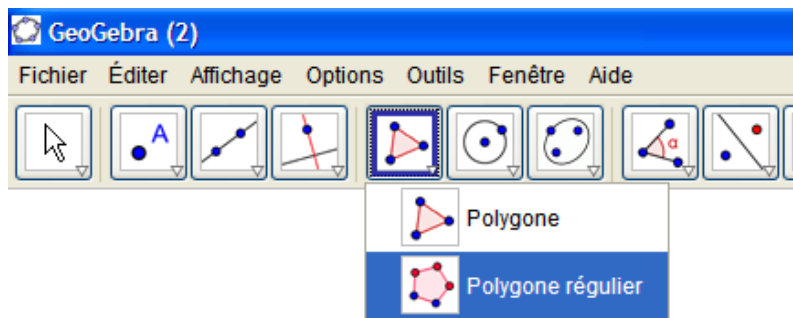 GeoGebra (2)
Fichier Éditer Affichage Options Outils Fenêtre Aide
A
α
Polygone
Polygone régulier